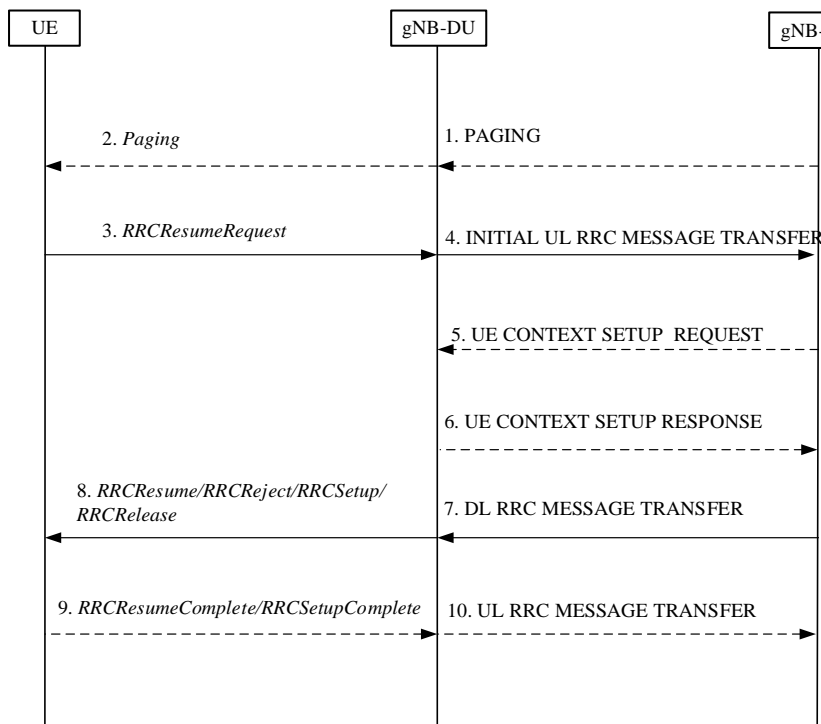 UE
gNB-DU
gNB-
2. Paging
1. PAGING
3. RRCResumeRequest
4. INITIAL UL RRC MESSAGE TRANSFER
5. UE CONTEXT SETUP REQUEST
6. UE CONTEXT SETUP RESPONSE
8. RRCResume/RRCReject/RRCSetup/
RRCRelease
7. DL RRC MESSAGE TRANSFER
9. RRCResumeComplete/RRCSetupComplete
10. UL RRC MESSAGE TRANSFER